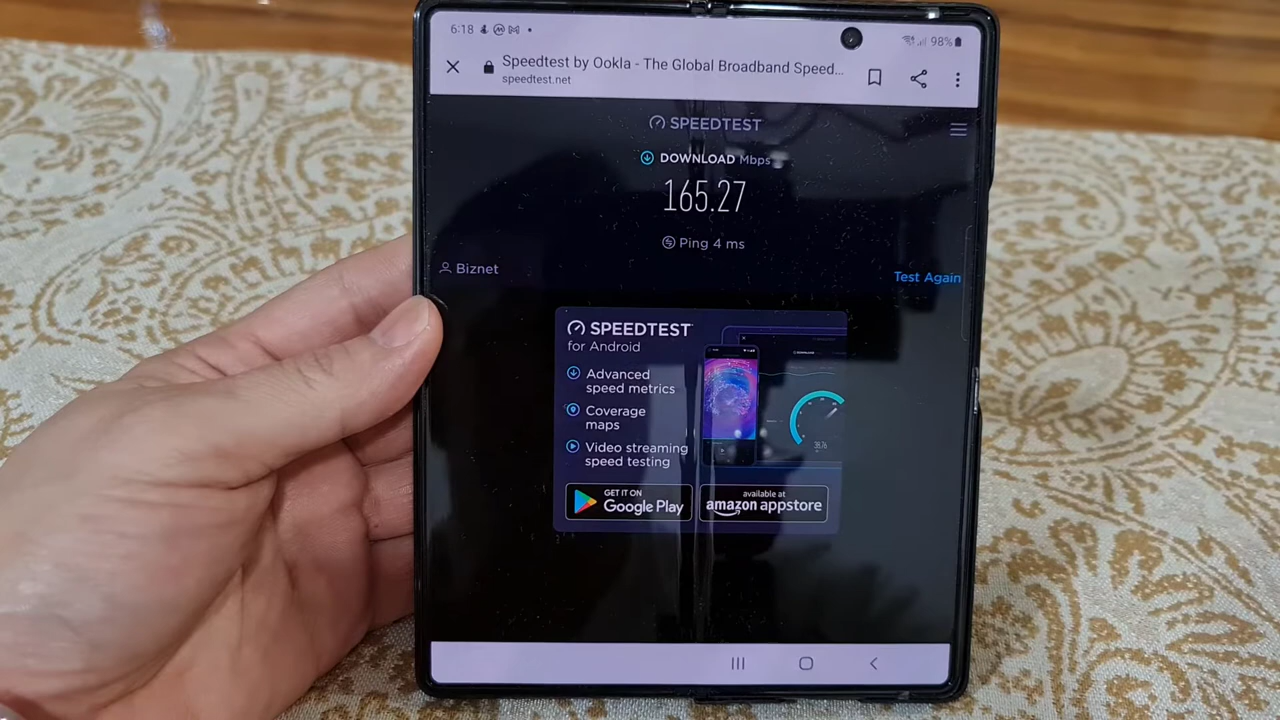 6:18
98%
Speedtest by Ookla - The Global Broadband Speed...
speedtest.net
SPEEDTEST
DOWNLOAD Mbps
165.27
Ping 4 ms
Biznet
Test Again
SPEEDTEST
for Android
Advanced
speed metrics
Coverage
maps
Video streaming
speed testing
GET IT ON
Google Play
available at
amazon appstore